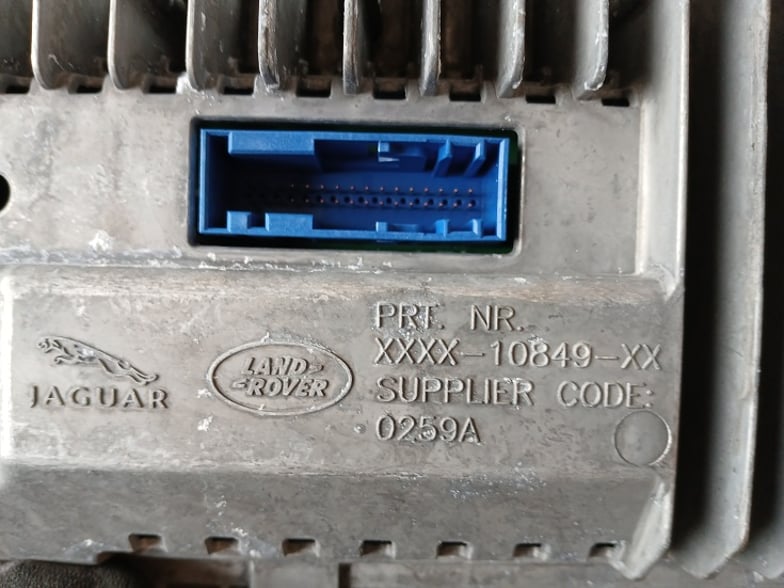 JAGUAR
LAND-
-ROVER
PRT. NR.
XXXX-10849-XX
SUPPLIER CODE:
0259A